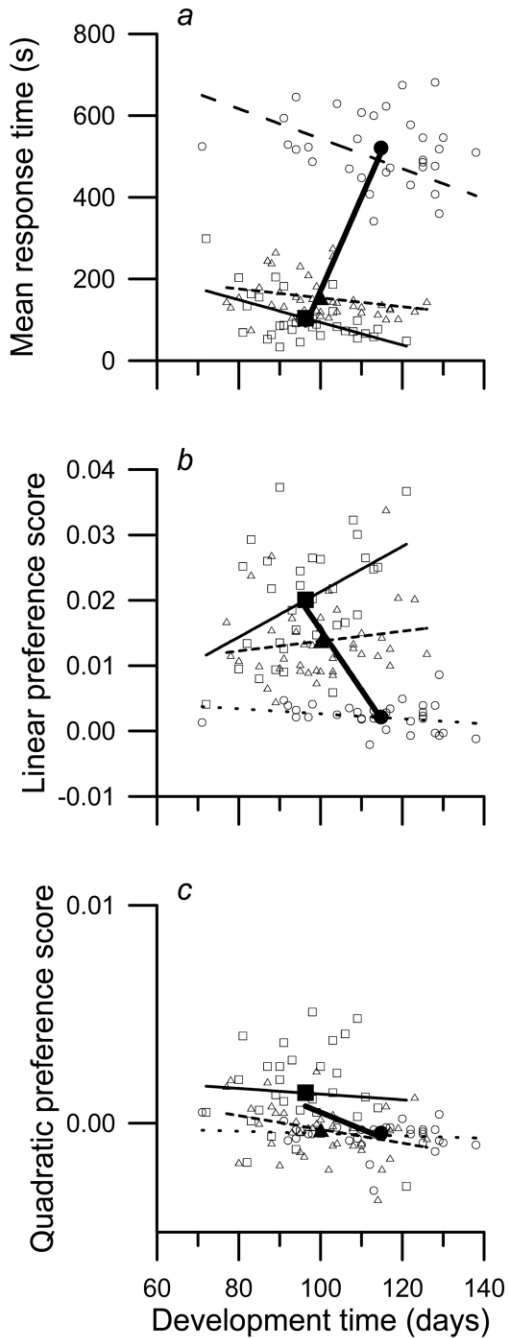 a
800
600
400
200
0
Mean response time (s)
b
0.04
0.03
0.02
0.01
0.00
-0.01
Linear preference score
c
0.01
0.00
Quadratic preference score
60 80 100 120 140
Development time (days)